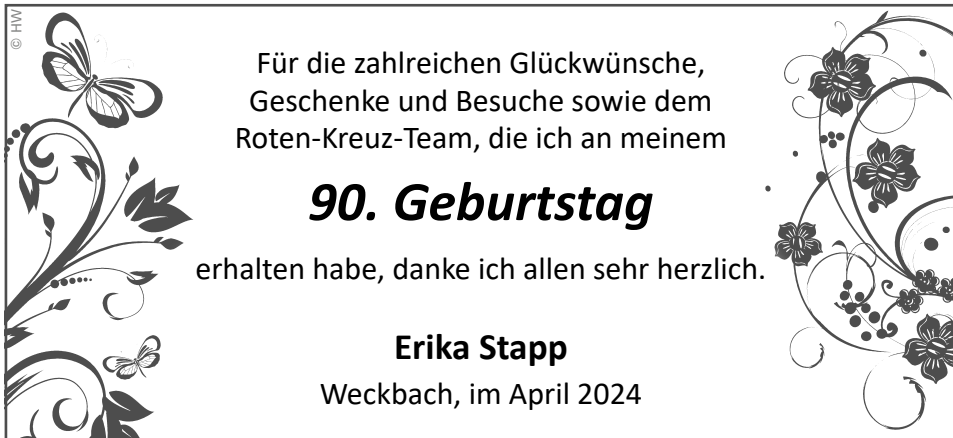 © HW
Für die zahlreichen Glückwünsche,
Geschenke und Besuche sowie dem
Roten-Kreuz-Team, die ich an meinem
90. Geburtstag
erhalten habe, danke ich allen sehr herzlich.
Erika Stapp
Weckbach, im April 2024